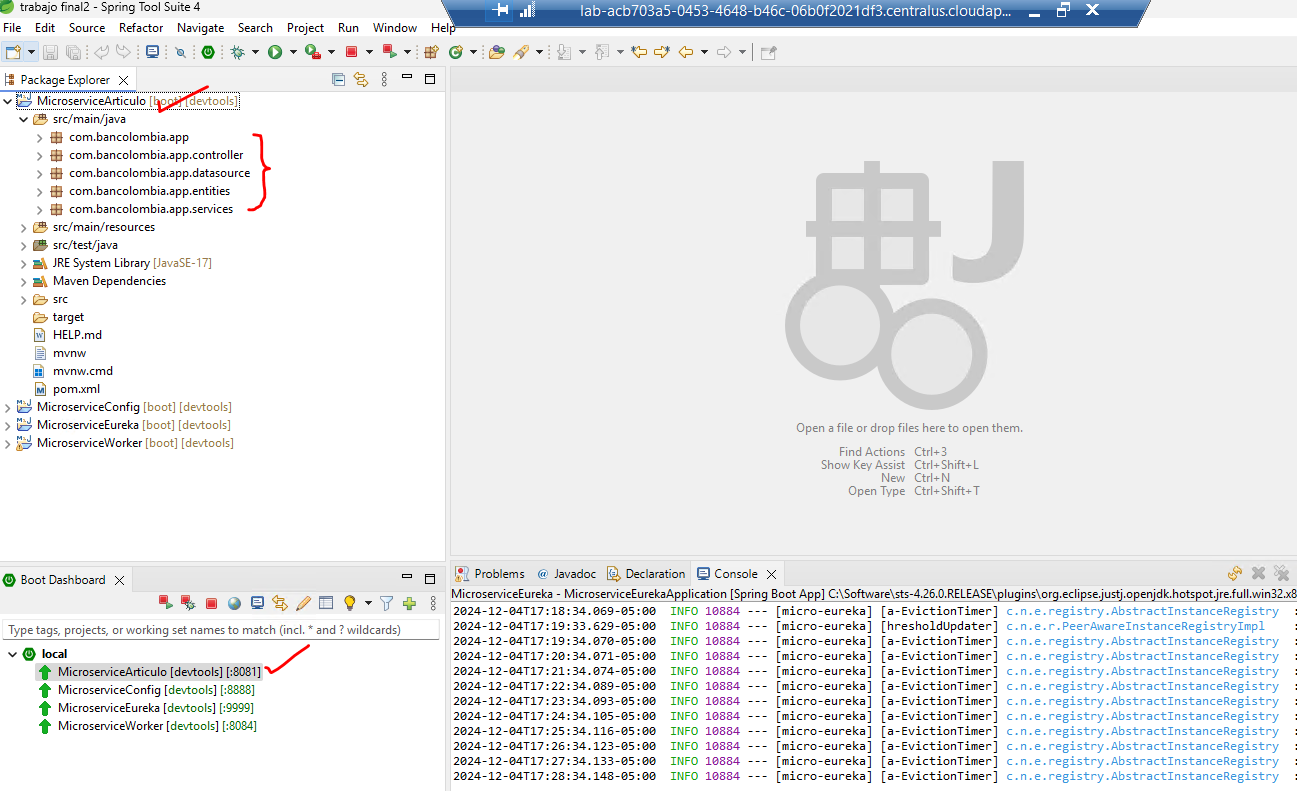 trabajo final2 - Spring Tool Suite 4
lab-acb703a5-0453-4648-b46c-06b0f2021df3.centralus.cloudap...
File Edit Source Refactor Navigate Search Project Run Window Help
Package Explorer
MicroserviceArticulo [boot] [devtools]
src/main/java
com.bancolombia.app
com.bancolombia.app.controller
com.bancolombia.app.datasource
com.bancolombia.app.entities
com.bancolombia.app.services
src/main/resources
src/test/java
JRE System Library [JavaSE-17]
Maven Dependencies
src
target
HELP.md
mvnw
mvnw.cmd
pom.xml
MicroserviceConfig [boot] [devtools]
MicroserviceEureka [boot] [devtools]
MicroserviceWorker [boot] [devtools]
Open a file or drop files here to open them.
Find Actions Ctrl+3
Show Key Assist Ctrl+Shift+L
New Ctrl+N
Open Type Ctrl+Shift+T
Boot Dashboard
Type tags, projects, or working set names to match (incl. * and ? wildcards)
local
MicroserviceArticulo [devtools] [:8081]
MicroserviceConfig [devtools] [:8888]
MicroserviceEureka [devtools] [:9999]
MicroserviceWorker [devtools] [:8084]
Problems @ Javadoc Declaration Console
MicroserviceEureka - MicroserviceEurekaApplication [Spring Boot App] C:\Software\sts-4.26.0.RELEASE\plugins\org.eclipse.justj.openjdk.hotspot.jre.full.win32.x8
2024-12-04T17:18:34.069-05:00 INFO 10884 --- [micro-eureka] [a-EvictionTimer] c.n.e.registry.AbstractInstanceRegistry :
2024-12-04T17:19:33.629-05:00 INFO 10884 --- [micro-eureka] [hresholdUpdater] c.n.e.r.PeerAwareInstanceRegistryImpl :
2024-12-04T17:19:34.070-05:00 INFO 10884 --- [micro-eureka] [a-EvictionTimer] c.n.e.registry.AbstractInstanceRegistry :
2024-12-04T17:20:34.071-05:00 INFO 10884 --- [micro-eureka] [a-EvictionTimer] c.n.e.registry.AbstractInstanceRegistry :
2024-12-04T17:21:34.074-05:00 INFO 10884 --- [micro-eureka] [a-EvictionTimer] c.n.e.registry.AbstractInstanceRegistry :
2024-12-04T17:22:34.089-05:00 INFO 10884 --- [micro-eureka] [a-EvictionTimer] c.n.e.registry.AbstractInstanceRegistry :
2024-12-04T17:23:34.093-05:00 INFO 10884 --- [micro-eureka] [a-EvictionTimer] c.n.e.registry.AbstractInstanceRegistry :
2024-12-04T17:24:34.105-05:00 INFO 10884 --- [micro-eureka] [a-EvictionTimer] c.n.e.registry.AbstractInstanceRegistry :
2024-12-04T17:25:34.116-05:00 INFO 10884 --- [micro-eureka] [a-EvictionTimer] c.n.e.registry.AbstractInstanceRegistry :
2024-12-04T17:26:34.123-05:00 INFO 10884 --- [micro-eureka] [a-EvictionTimer] c.n.e.registry.AbstractInstanceRegistry :
2024-12-04T17:27:34.133-05:00 INFO 10884 --- [micro-eureka] [a-EvictionTimer] c.n.e.registry.AbstractInstanceRegistry :
2024-12-04T17:28:34.148-05:00 INFO 10884 --- [micro-eureka] [a-EvictionTimer] c.n.e.registry.AbstractInstanceRegistry :